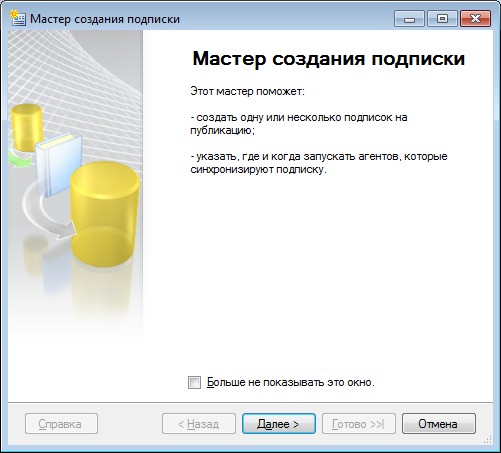 Мастер создания подписки
Мастер создания подписки
Этот мастер поможет:
- создать одну или несколько подписок на
публикацию;
- указать, где и когда запускать агентов, которые
синхронизируют подписку.
Больше не показывать это окно.
Справка
< Назад
Далее >
Готово >>|
Отмена